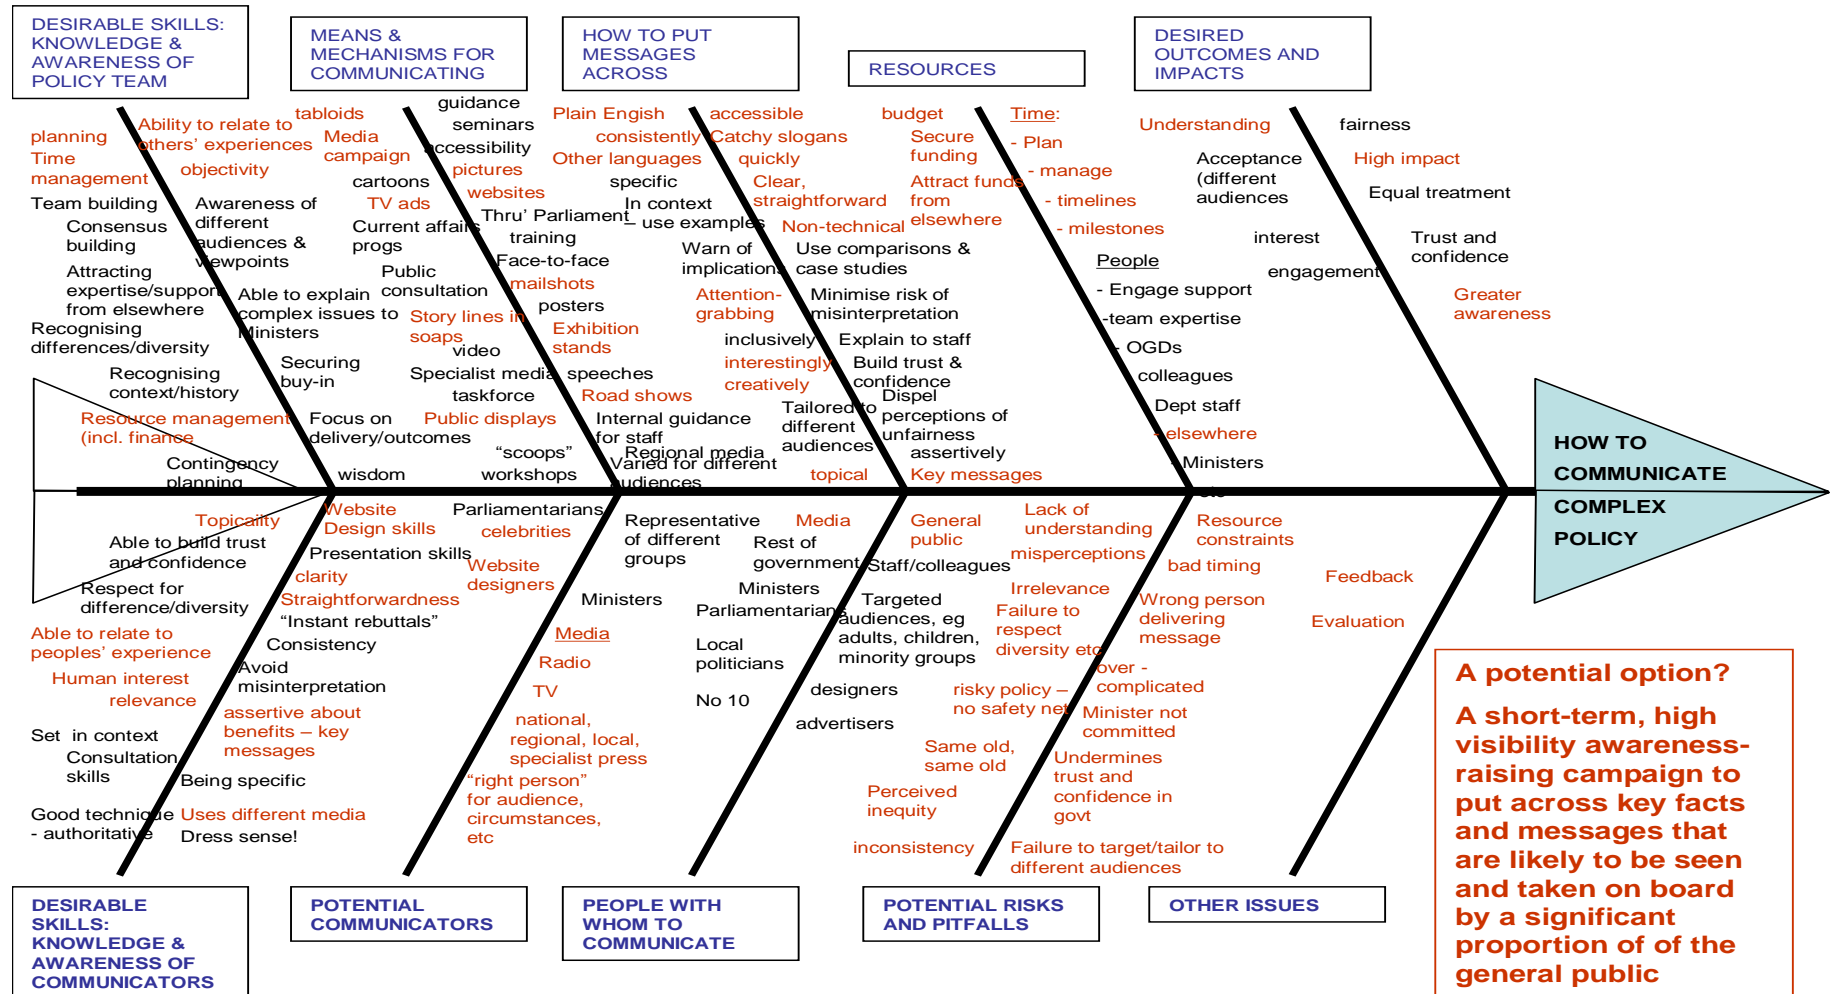 DESIRABLE SKILLS:
KNOWLEDGE &
AWARENESS OF
POLICY TEAM
MEANS &
MECHANISMS FOR
COMMUNICATING
HOW TO PUT
MESSAGES
ACROSS
RESOURCES
DESIRED
OUTCOMES AND
IMPACTS
planning
Time
management
Team building
Consensus
building
Attracting
expertise/support
from elsewhere
Recognising
differences/diversity
Recognising
context/history
Resource management
(incl. finance
Contingency
planning
Ability to relate to
others' experiences
objectivity
Awareness of
different
audiences &
viewpoints
Able to explain
complex issues to
Ministers
Securing
buy-in
Focus on
delivery/outcomes
wisdom
tabloids
Media
campaign
cartoons
TV ads
Current affairs
progs
Public
consultation
Story lines in
soaps
video
Specialist media
taskforce
Public displays
“scoops”
workshops
guidance
seminars
accessibility
pictures
websites
Thru’ Parliament
training
Face-to-face
mailshots
posters
Exhibition
stands
speeches
Road shows
Internal guidance
for staff
Regional media
Varied for different
audiences
Plain Engish
consistently
Other languages
specific
In context
– use examples
Warn of
implications
Attention-
grabbing
inclusively
interestingly
creatively
Tailored to
different
audiences
topical
accessible
Catchy slogans
quickly
Clear,
straightforward
Non-technical
Use comparisons &
case studies
Minimise risk of
misinterpretation
Explain to staff
Build trust &
confidence
Dispel
perceptions of
unfairness
assertively
Key messages
budget
Secure
funding
Attract funds
from
elsewhere
Time:
- Plan
- manage
- timelines
- milestones
People
- Engage support
-team expertise
- OGDs
colleagues
Dept staff
- elsewhere
- Ministers
etc
Understanding
Acceptance
(different
audiences
interest
engagement
fairness
High impact
Equal treatment
Trust and
confidence
Greater
awareness
HOW TO
COMMUNICATE
COMPLEX
POLICY
Topicailty
Able to build trust
and confidence
Respect for
difference/diversity
Able to relate to
peoples’ experience
Human interest
relevance
Set in context
Consultation
skills
Good technique
- authoritative
Website
Design skills
Presentation skills
clarity
Straightforwardness
“Instant rebuttals”
Consistency
Avoid
misinterpretation
assertive about
benefits – key
messages
Being specific
Uses different media
Dress sense!
Parliamentarians
celebrities
Website
designers
Ministers
Media
Radio
TV
national,
regional, local,
specialist press
“right person”
for audience,
circumstances,
etc
Representative
of different
groups
Media
Rest of
government
Ministers
Parliamentarians
Local
politicians
No 10
General
public
Staff/colleagues
Targeted
audiences, eg
adults, children,
minority groups
designers
advertisers
Lack of
understanding
misperceptions
Irrelevance
Failure to
respect
diversity etc
risky policy –
no safety net
Same old,
same old
Perceived
inequity
inconsistency
Resource
constraints
bad timing
Wrong person
delivering
message
over -
complicated
Minister not
committed
Undermines
trust and
confidence in
govt
Failure to target/tailor to
different audiences
Feedback
Evaluation
A potential option?
A short-term, high
visibility awareness-
raising campaign to
put across key facts
and messages that
are likely to be seen
and taken on board
by a significant
proportion of of the
general public
DESIRABLE
SKILLS:
KNOWLEDGE &
AWARENESS OF
COMMUNICATORS
POTENTIAL
COMMUNICATORS
PEOPLE WITH
WHOM TO
COMMUNICATE
POTENTIAL RISKS
AND PITFALLS
OTHER ISSUES